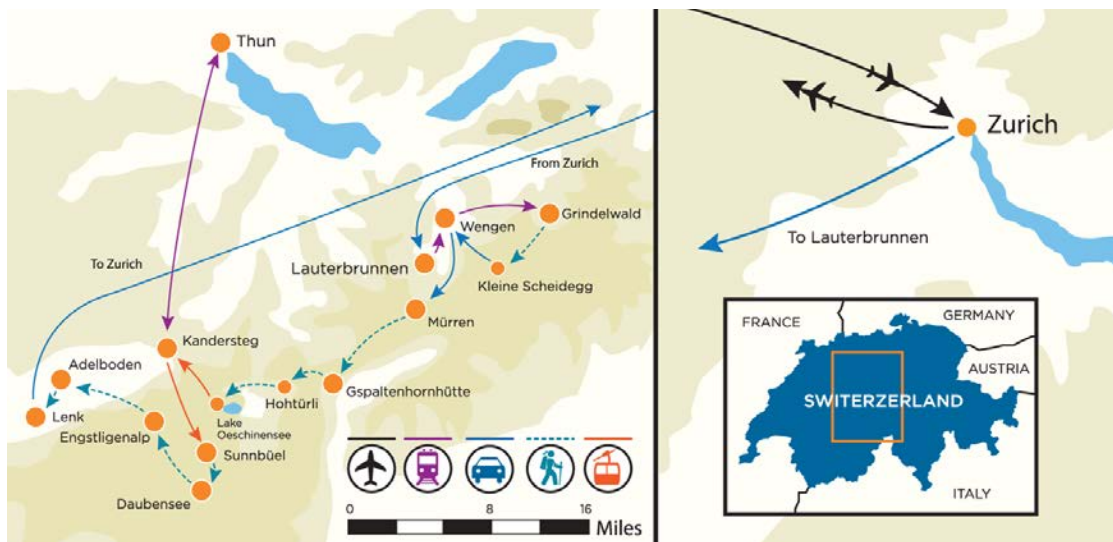 Thun
From Zurich
Wengen
Grindelwald
To Zurich
Lauterbrunnen
Kleine Scheidegg
Mürren
Kandersteg
Adelboden
Gspaltenhornhütte
Hohtürli
Lenk
Lake
Oeschinensee
Engstligenalp
Sunnbüel
Daubensee
0
8
16
Miles
Zurich
To Lauterbrunnen
FRANCE
GERMANY
AUSTRIA
SWITERZERLAND
ITALY